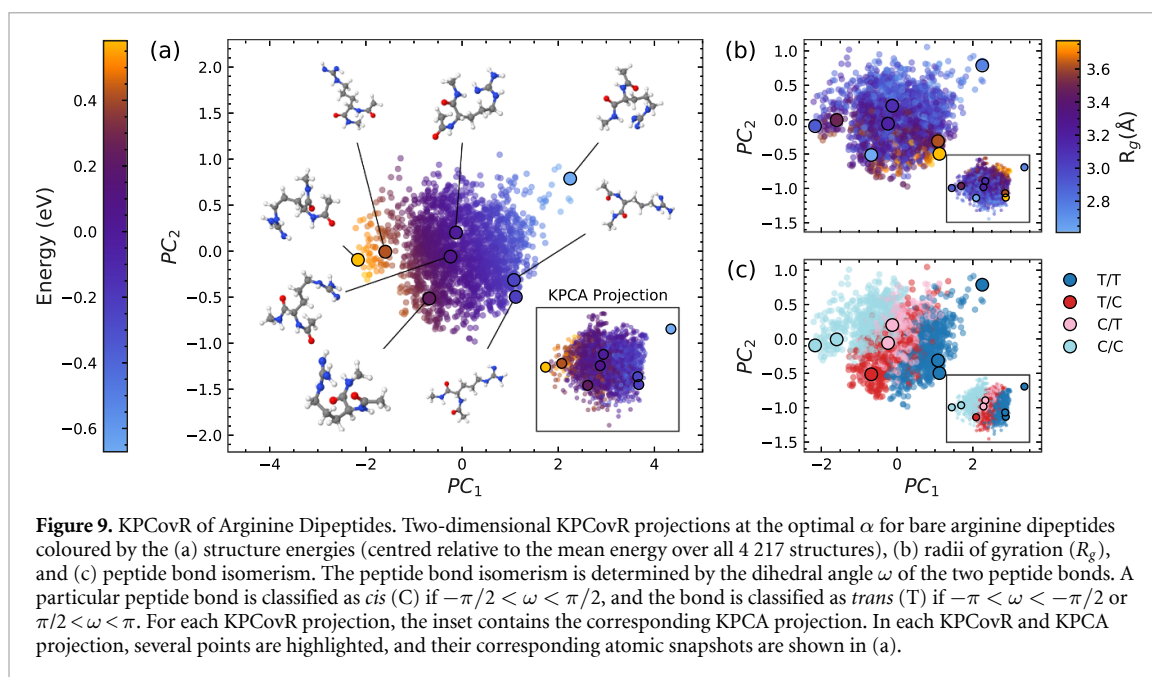 (a)
Energy (eV)
0.4
0.2
0.0
−0.2
−0.4
−0.6
PC2
2.0
1.5
1.0
0.5
0.0
−0.5
−1.0
−1.5
−2.0
KPCA Projection
−4
−2
0
2
4
PC1
(b)
PC2
1.0
0.5
0.0
−0.5
−1.0
−1.5
Rg(Å)
3.6
3.4
3.2
3.0
2.8
(c)
PC2
1.0
0.5
0.0
−0.5
−1.0
−1.5
−2
0
2
PC1
T/T
T/C
C/T
C/C
Figure 9. KPCovR of Arginine Dipeptides. Two-dimensional KPCovR projections at the optimal α for bare arginine dipeptides
coloured by the (a) structure energies (centred relative to the mean energy over all 4 217 structures), (b) radii of gyration (Rg),
and (c) peptide bond isomerism. The peptide bond isomerism is determined by the dihedral angle ω of the two peptide bonds. A
particular peptide bond is classified as cis (C) if −π/2 < ω < π/2, and the bond is classified as trans (T) if −π < ω < −π/2 or
π/2 < ω < π. For each KPCovR projection, the inset contains the corresponding KPCA projection. In each KPCovR and KPCA
projection, several points are highlighted, and their corresponding atomic snapshots are shown in (a).